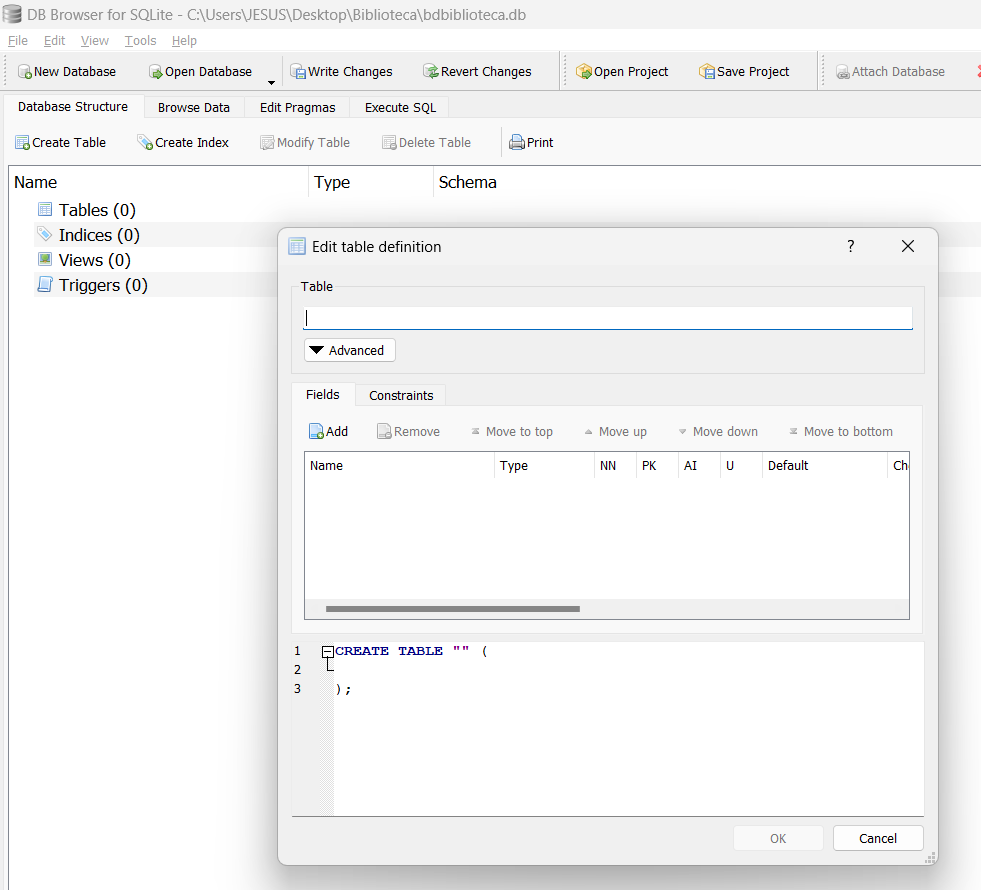 DB Browser for SQLite - C:\Users\JESUS\Desktop\Biblioteca\bdbiblioteca.db
File Edit View Tools Help
New Database Open Database Write Changes Revert Changes Open Project Save Project Attach Database
Database Structure Browse Data Edit Pragmas Execute SQL
Create Table Create Index Modify Table Delete Table Print
Name Type Schema
Tables (0)
Indices (0)
Views (0)
Triggers (0)
Edit table definition ?
Table
Advanced
Fields Constraints
Add Remove Move to top Move up Move down Move to bottom
Name Type NN PK AI U Default Ch
1 CREATE TABLE "" (
2
3 );
OK Cancel